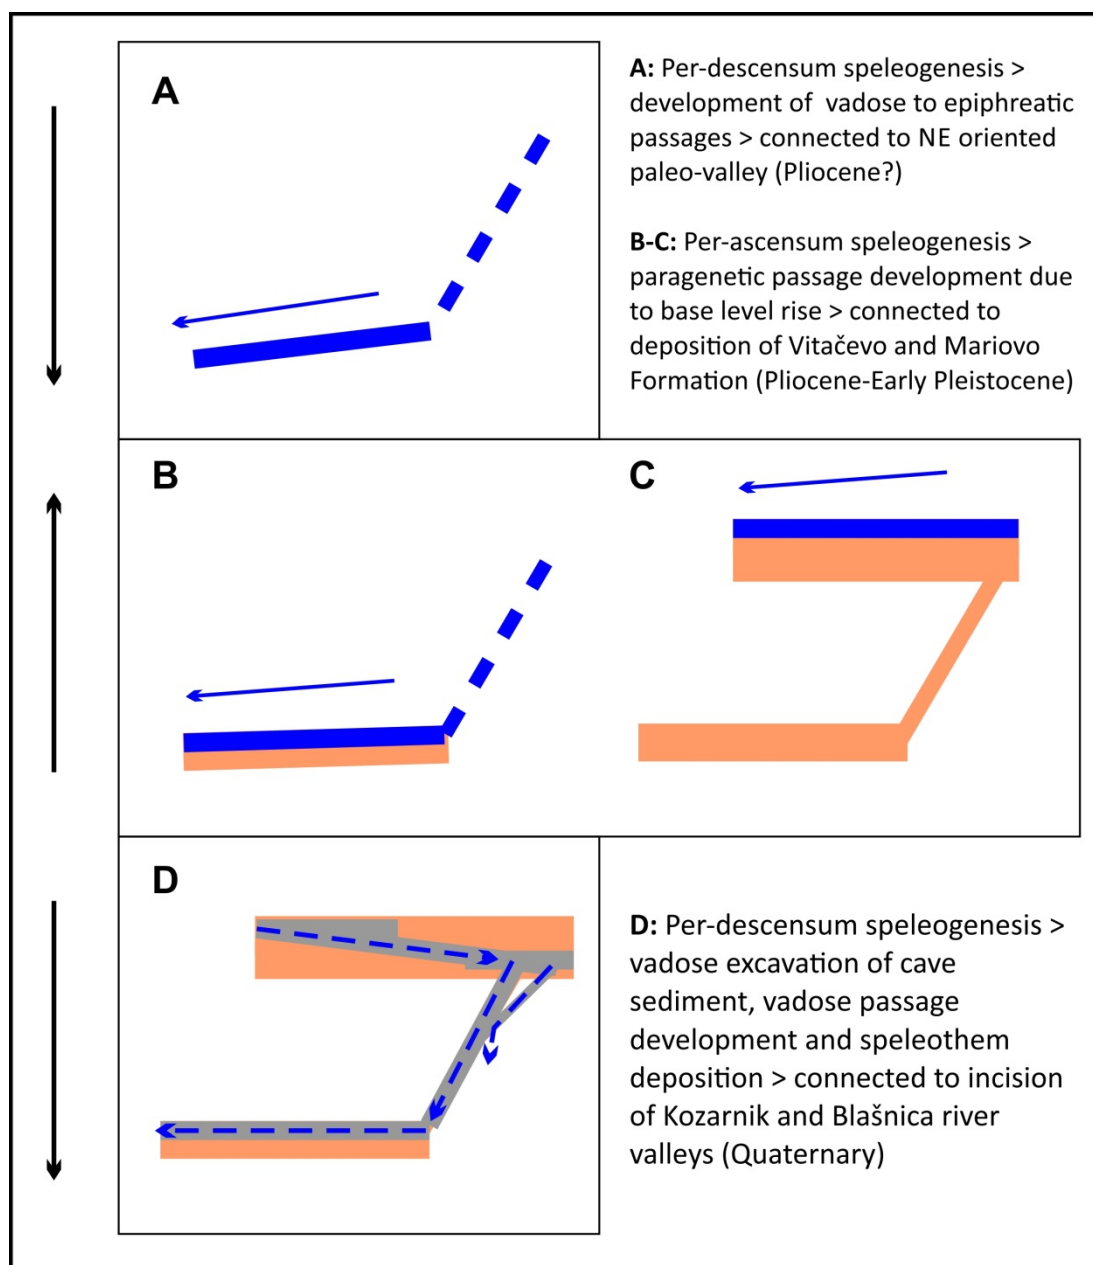 A
A: Per-descensum speleogenesis >
development of vadose to epiphreatic
passages > connected to NE oriented
paleo-valley (Pliocene?)
B-C: Per-ascensum speleogenesis >
paragenetic passage development due
to base level rise > connected to
deposition of Vitačevo and Mariovo
Formation (Pliocene-Early Pleistocene)
B
C
D
D: Per-descensum speleogenesis >
vadose excavation of cave
sediment, vadose passage
development and speleothem
deposition > connected to incision
of Kozarnik and Blašnica river
valleys (Quaternary)